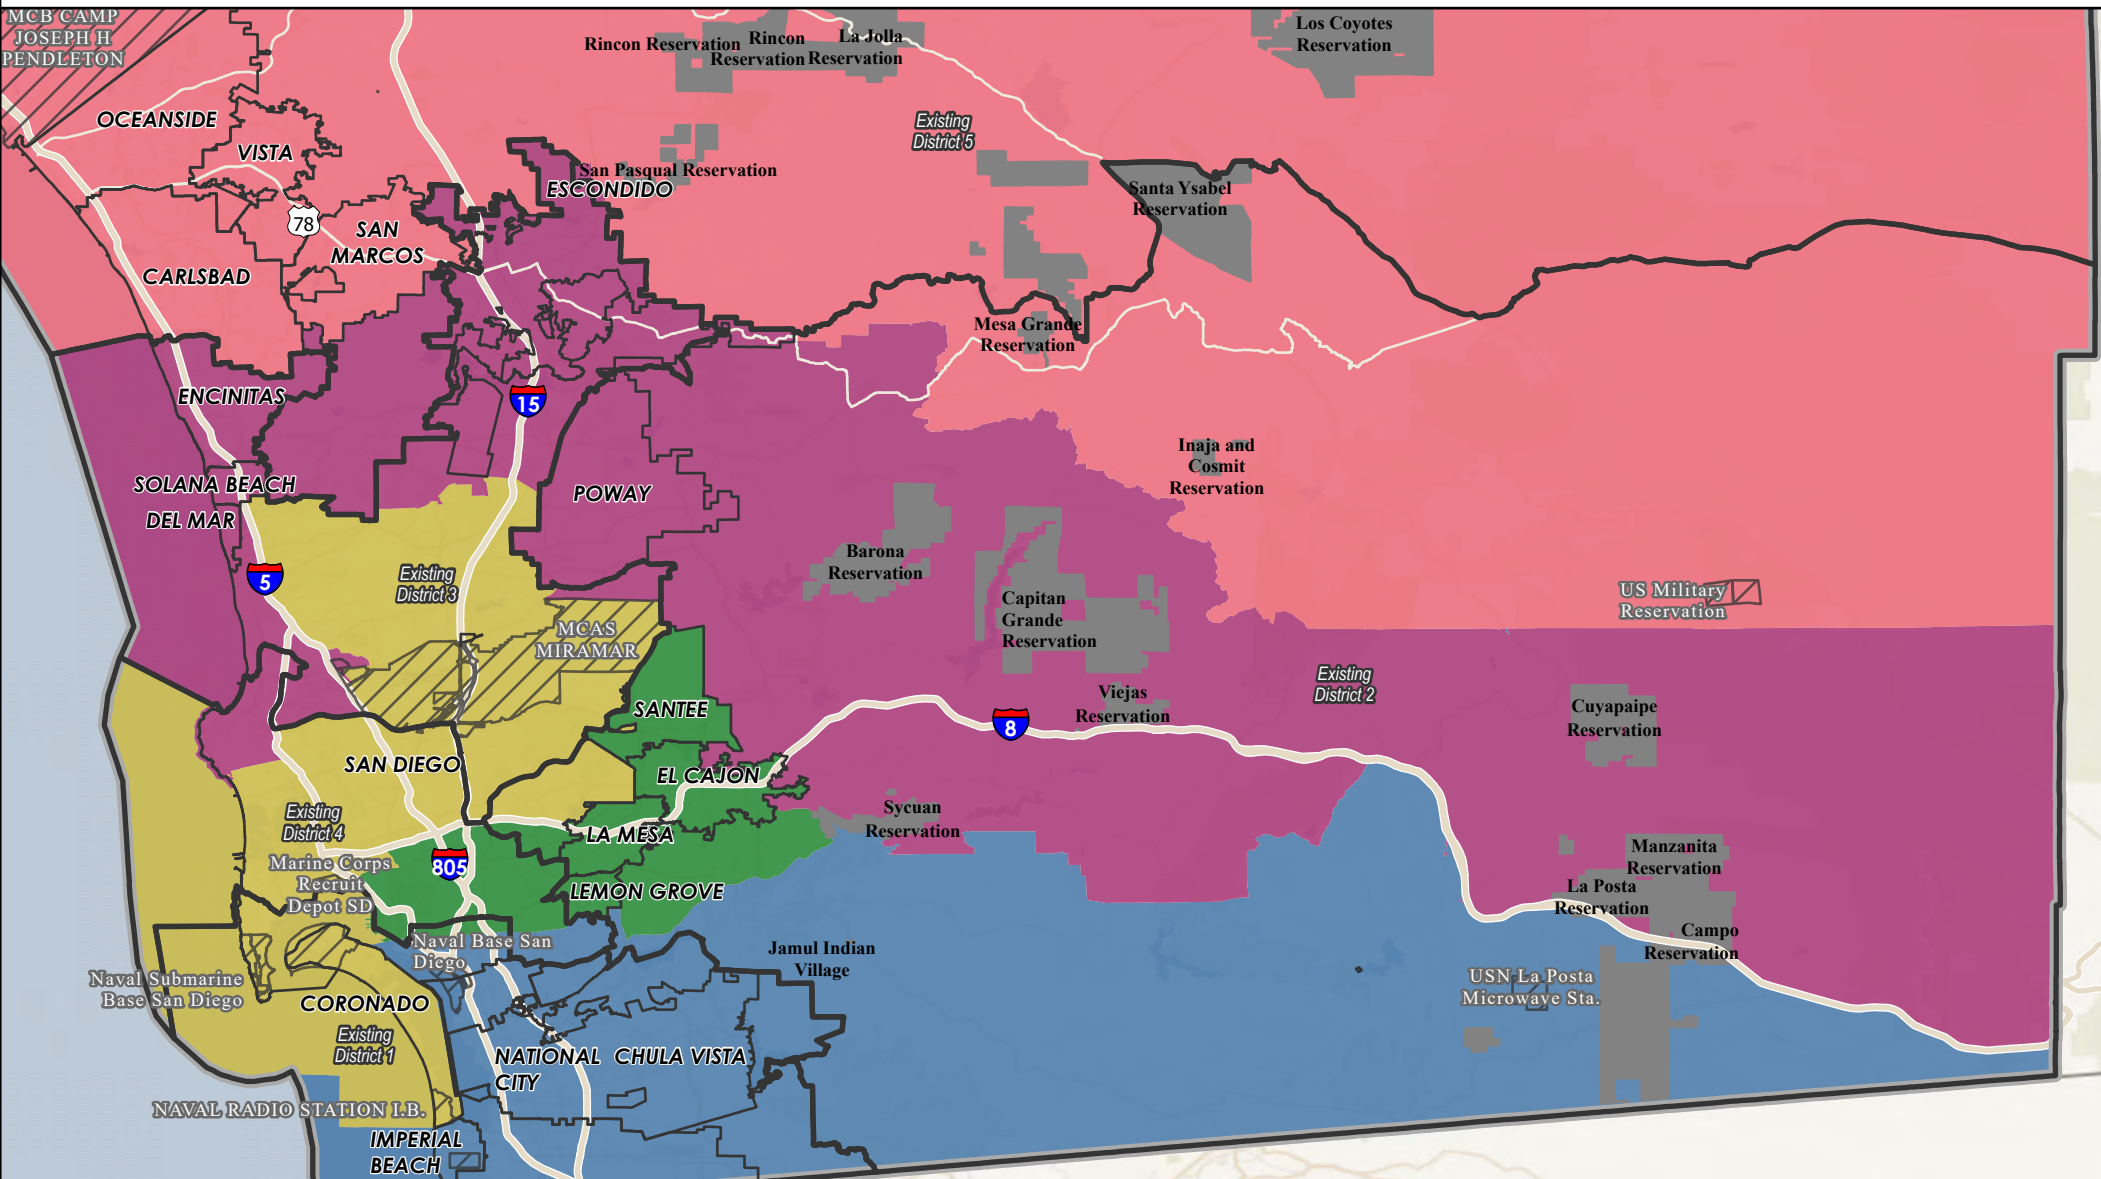 MCB CAMP
JOSEPH H
PENDLETON
Rincon Reservation
Rincon
Reservation
La Jolla
Reservation
Los Coyotes
Reservation
OCEANSIDE
VISTA
Existing
District 5
San Pasqual Reservation
ESCONDIDO
Santa Ysabel
Reservation
78
SAN
MARCOS
CARLSBAD
Mesa Grande
Reservation
ENCINITAS
15
Inaja and
Cosmit
Reservation
SOLANA BEACH
POWAY
DEL MAR
Barona
Reservation
5
Existing
District 3
Capitan
Grande
Reservation
US Military
Reservation
MCAS
MIRAMAR
Existing
District 2
SANTEE
Viejas
Reservation
8
Cuyapaipe
Reservation
SAN DIEGO
EL CAJON
Existing
District 4
LA MESA
Sycuan
Reservation
805
Marine Corps
Recruit
Depot SD
LEMON GROVE
Manzanita
Reservation
La Posta
Reservation
Campo
Reservation
Naval Base San
Diego
Jamul Indian
Village
Naval Submarine
Base San Diego
CORONADO
USN La Posta
Microwave Sta.
Existing
District 1
NATIONAL
CITY
CHULA VISTA
NAVAL RADIO STATION I.B.
IMPERIAL
BEACH